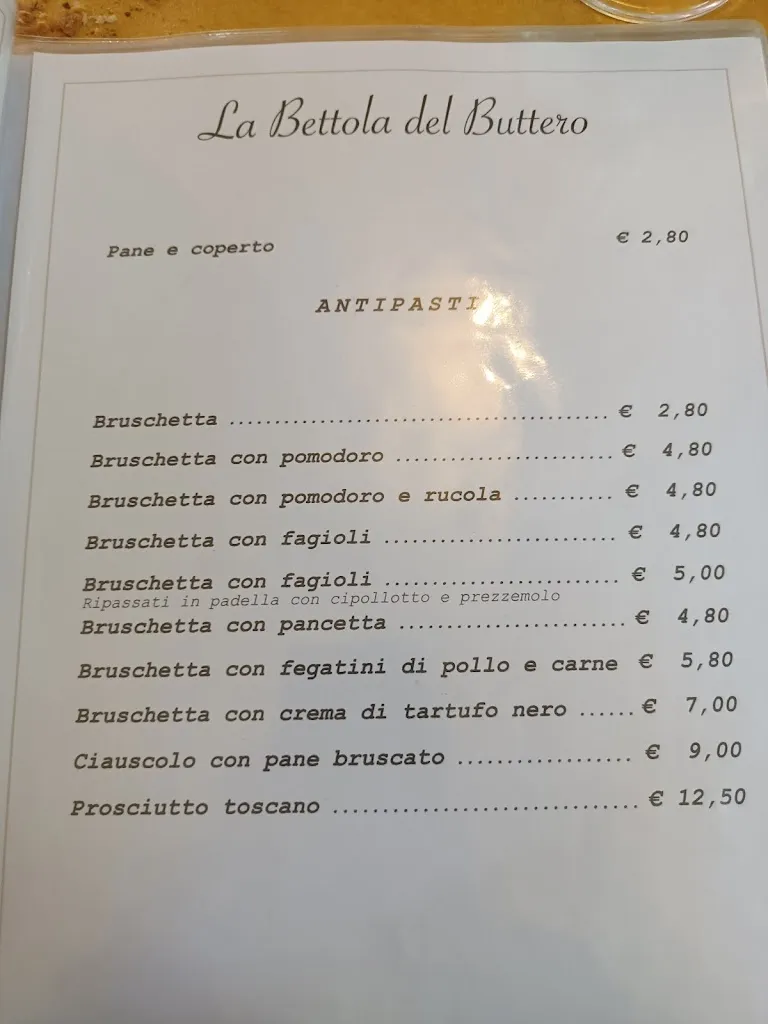 La Bettola del Buttero
Pane e coperto € 2,80
ANTIPASTI
Bruschetta ........................................ € 2,80
Bruschetta con pomodoro ........................ € 4,80
Bruschetta con pomodoro e rucola ........... € 4,80
Bruschetta con fagioli .......................... € 4,80
Bruschetta con fagioli .......................... € 5,00
Ripassati in padella con cipollotto e prezzemolo
Bruschetta con pancetta ......................... € 4,80
Bruschetta con fegatini di pollo e carne € 5,80
Bruschetta con crema di tartufo nero ...... € 7,00
Ciauscolo con pane bruscato .................. € 9,00
Prosciutto toscano ............................... € 12,50